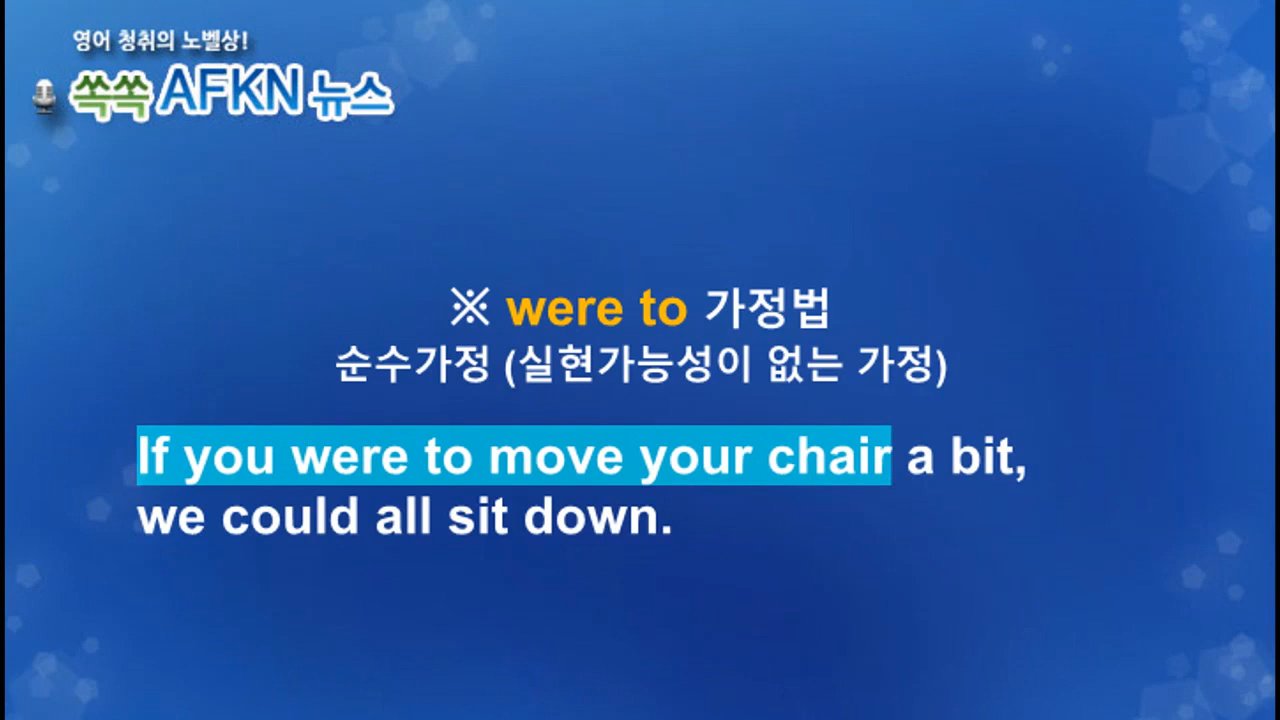 영어 청취의 노벨상!
쏙쏙 AFKN 뉴스
※ were to 가정법
순수가정 (실현가능성이 없는 가정)
If you were to move your chair a bit,
we could all sit down.